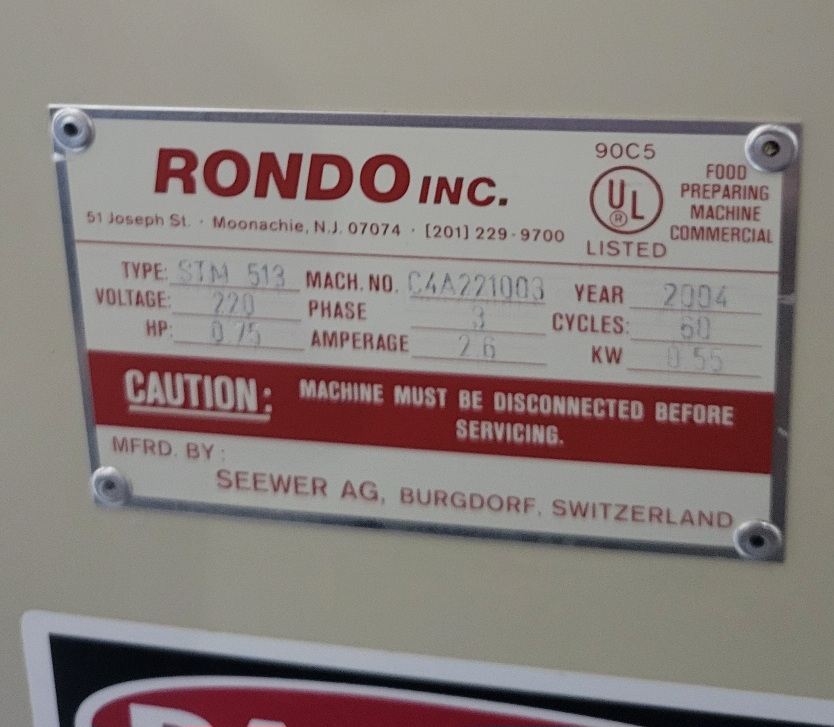 RONDO INC.
51 Joseph St. · Moonachie, N.J. 07074 · [201] 229-9700
90C5
UL
®
LISTED
FOOD
PREPARING
MACHINE
COMMERCIAL
TYPE: STM 513 MACH. NO. C4A221003 YEAR 2004
VOLTAGE: 220 PHASE 3 CYCLES: 60
HP: 0.75 AMPERAGE 2.6 KW 0.55
CAUTION: MACHINE MUST BE DISCONNECTED BEFORE
SERVICING.
MFRD. BY:
SEEWER AG, BURGDORF, SWITZERLAND